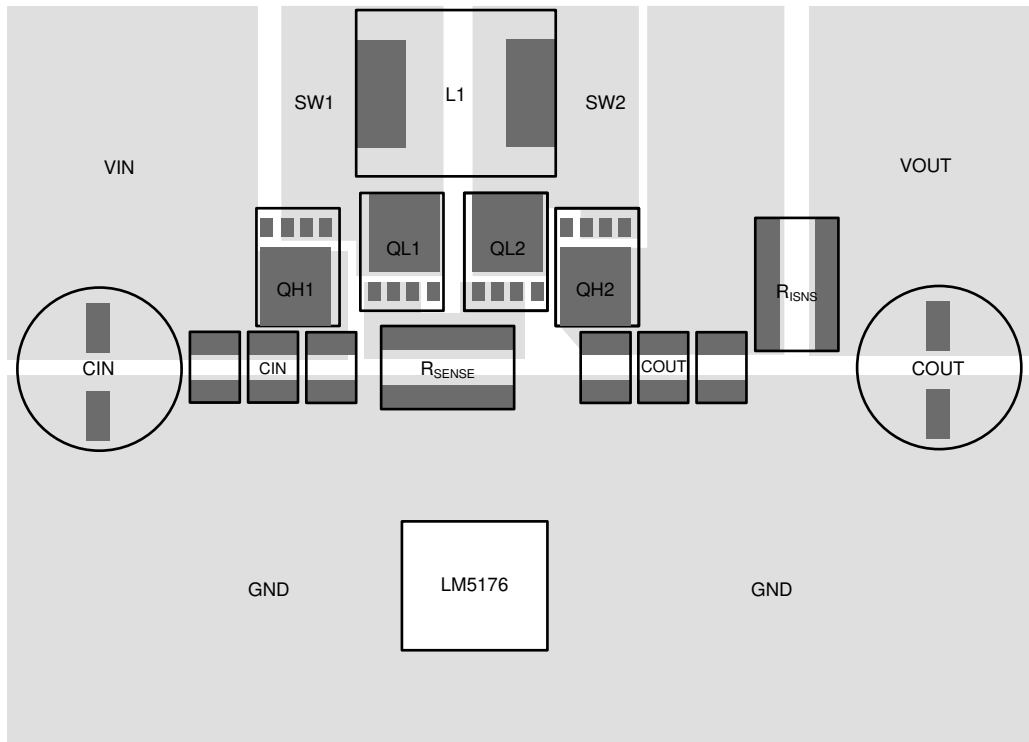 L1
SW1
SW2
VIN
VOUT
QL1
QL2
QH1
QH2
RISNS
CIN
CIN
RSENSE
COUT
COUT
LM5176
GND
GND